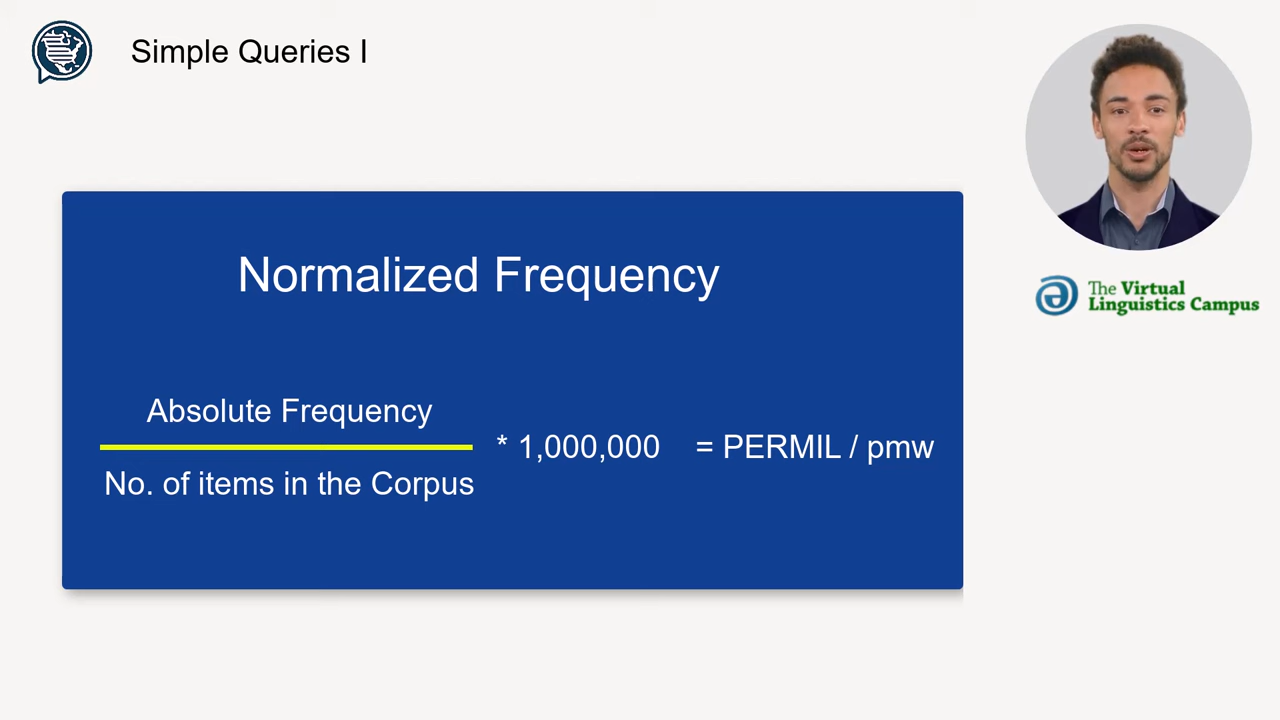 Simple Queries I
The Virtual
Linguistics Campus
Normalized Frequency
Absolute Frequency
No. of items in the Corpus
* 1,000,000 = PERMIL / pmw